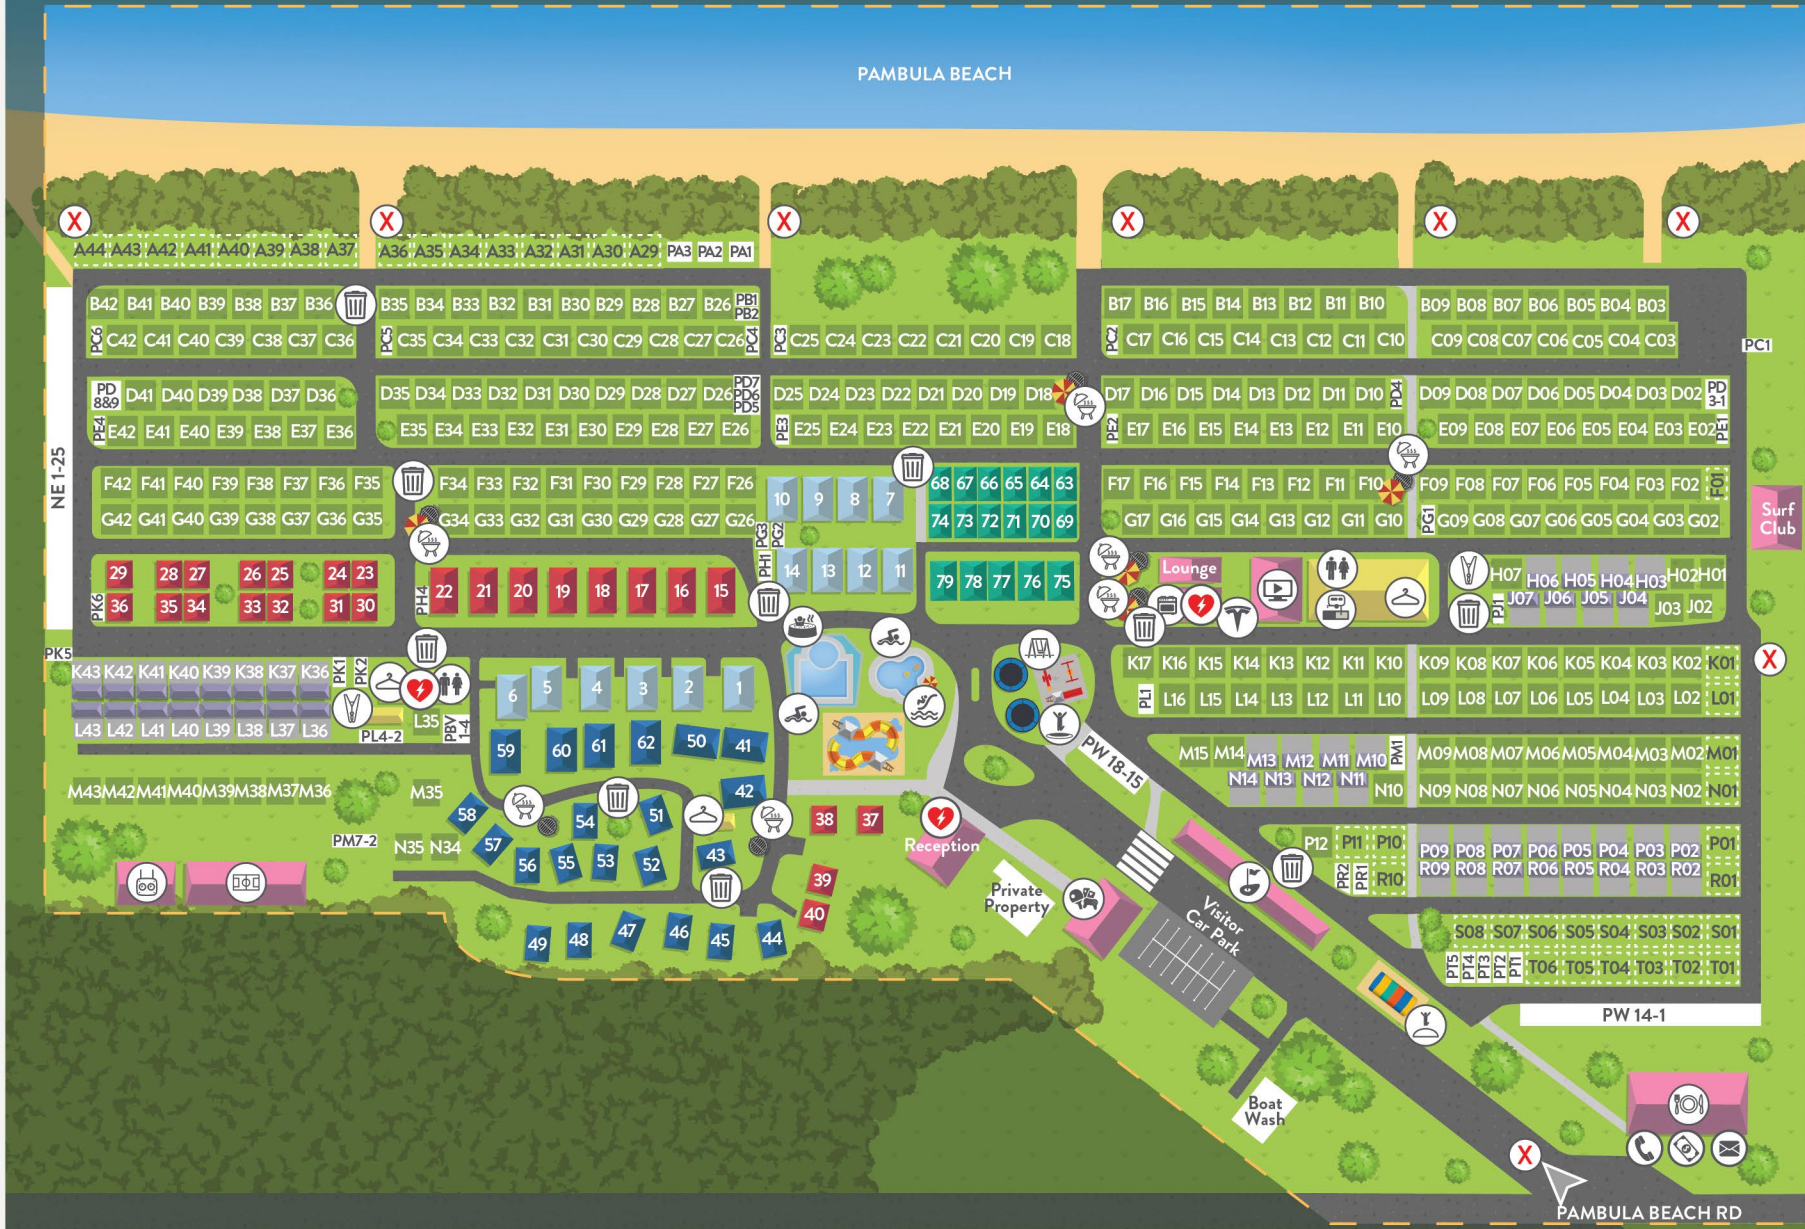 PAMBULA BEACH
X X X X X X
A44 A43 A42 A41 A40 A39 A38 A37 A36 A35 A34 A33 A32 A31 A30 A29 PA3 PA2 PA1
B42 B41 B40 B39 B38 B37 B36 B35 B34 B33 B32 B31 B30 B29 B28 B27 B26 PB1 B17 B16 B15 B14 B13 B12 B11 B10 B09 B08 B07 B06 B05 B04 B03
PB2
PC6 C42 C41 C40 C39 C38 C37 C36 PC5 C35 C34 C33 C32 C31 C30 C29 C28 C27 C26 PC4 PC3 C25 C24 C23 C22 C21 C20 C19 C18 PC2 C17 C16 C15 C14 C13 C12 C11 C10 C09 C08 C07 C06 C05 C04 C03 PC1
PD
8&9 D41 D40 D39 D38 D37 D36 D35 D34 D33 D32 D31 D30 D29 D28 D27 D26 PD7 D25 D24 D23 D22 D21 D20 D19 D18 D17 D16 D15 D14 D13 D12 D11 D10 PD4 D09 D08 D07 D06 D05 D04 D03 D02 PD
PD6
PD5
3-1
PE4 E42 E41 E40 E39 E38 E37 E36 E35 E34 E33 E32 E31 E30 E29 E28 E27 E26 PE3 E25 E24 E23 E22 E21 E20 E19 E18 PE2 E17 E16 E15 E14 E13 E12 E11 E10 E09 E08 E07 E06 E05 E04 E03 E02 PE1
NE 1-25
F42 F41 F40 F39 F38 F37 F36 F35 F34 F33 F32 F31 F30 F29 F28 F27 F26 10 9 8 7 68 67 66 65 64 63 F17 F16 F15 F14 F13 F12 F11 F10 F09 F08 F07 F06 F05 F04 F03 F02 F01
G42 G41 G40 G39 G38 G37 G36 G35 G34 G33 G32 G31 G30 G29 G28 G27 G26 PG3 PG2 74 73 72 71 70 69 G17 G16 G15 G14 G13 G12 G11 G10 PG1 G09 G08 G07 G06 G05 G04 G03 G02
Surf
Club
29 28 27 26 25 24 23 PH4 22 21 20 19 18 17 16 15 PH1 14 13 12 11 79 78 77 76 75
Lounge
T
H07 H06 H05 H04 H03 H02 H01
PK6 36 35 34 33 32 31 30
PJ1 J07 J06 J05 J04 J03 J02
PK5
K43 K42 K41 K40 K39 K38 K37 K36 PK1 PK2 K17 K16 K15 K14 K13 K12 K11 K10 K09 K08 K07 K06 K05 K04 K03 K02 K01 X
6 5 4 3 2 1
PL1 L16 L15 L14 L13 L12 L11 L10 L09 L08 L07 L06 L05 L04 L03 L02 L01
L43 L42 L41 L40 L39 L38 L37 L36 PL4-2 L35 PBV
1-4
59 60 61 62 50 41
PW 18-15
M15 M14 M13 M12 M11 M10 PM1 M09 M08 M07 M06 M05 M04 M03 M02 M01
M43 M42 M41 M40 M39 M38 M37 M36 M35 42
N14 N13 N12 N11 N10 N09 N08 N07 N06 N05 N04 N03 N02 N01
58 54 51 38 37
PM7-2 N35 N34 57 56 55 53 52 43
Reception
P12 P11 P10 P09 P08 P07 P06 P05 P04 P03 P02 P01
PR2 PR1 R10 R09 R08 R07 R06 R05 R04 R03 R02 R01
39
40
Private
Property
Visitor
Car Park
49 48 47 46 45 44
S08 S07 S06 S05 S04 S03 S02 S01
PT5 PT4 PT3 PT2 PT1 T06 T05 T04 T03 T02 T01
PW 14-1
Boat
Wash
X
PAMBULA BEACH RD